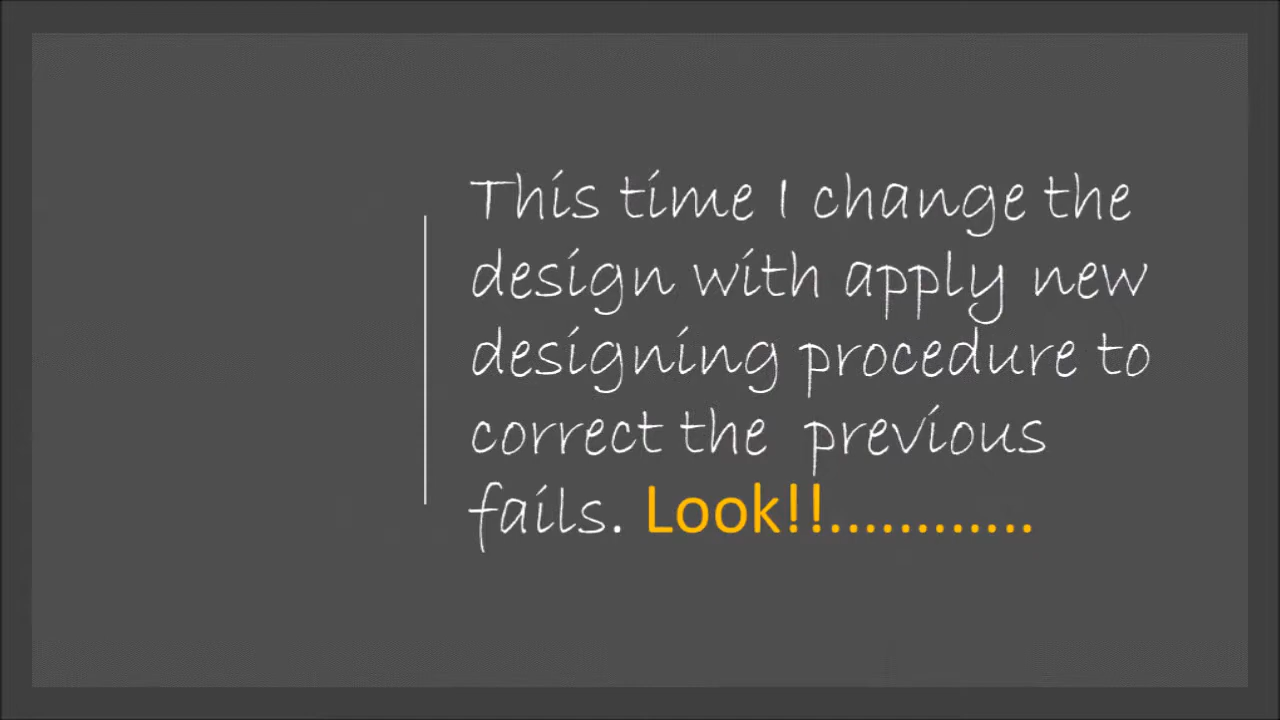 This time I change the
design with apply new
designing procedure to
correct the previous
fails. Look!!............